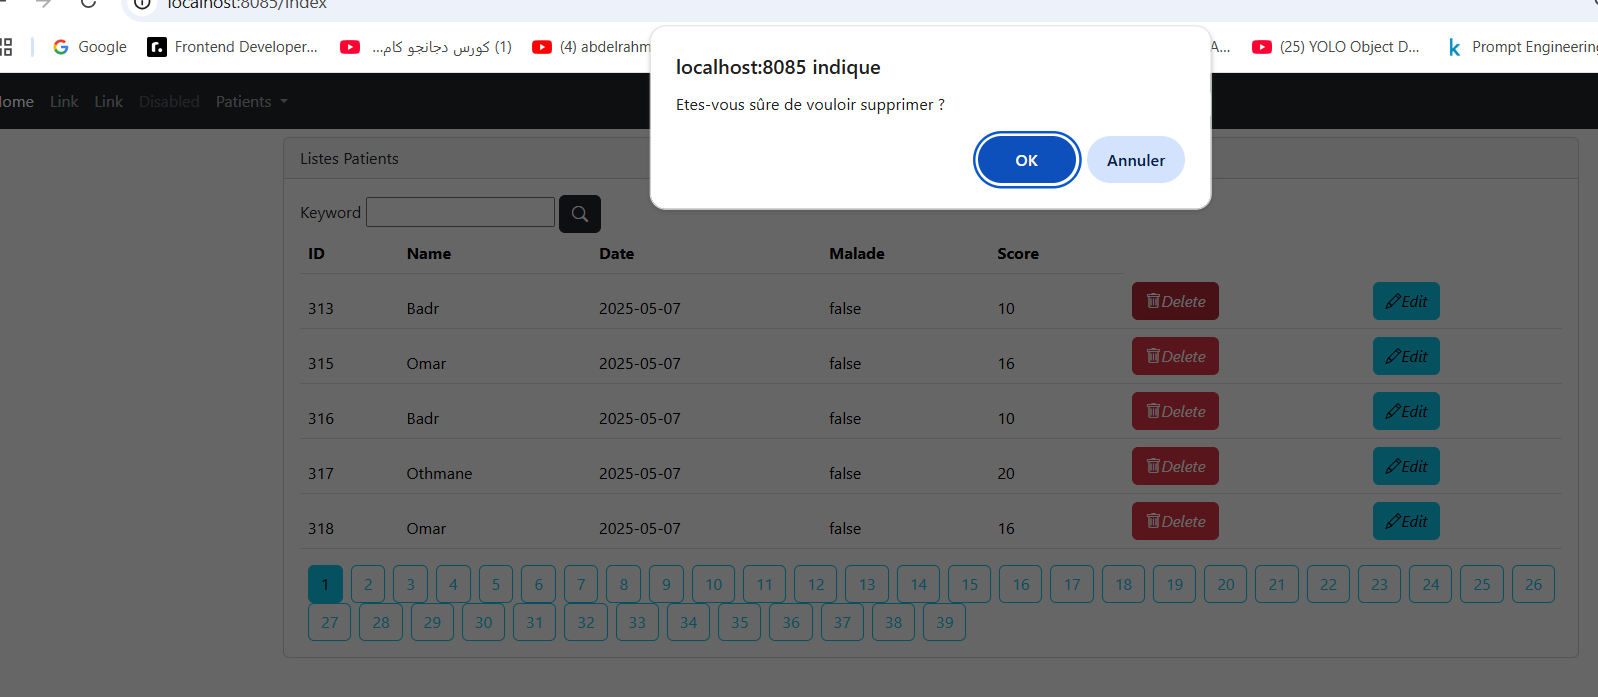 localhost:8085/index
Google
Frontend Developer...
(1) كورس دجانجو كام...
(4) abdelrahm
A...
(25) YOLO Object D...
Prompt Engineering
localhost:8085 indique
Etes-vous sûre de vouloir supprimer ?
OK Annuler
Home Link Link Disabled Patients
Listes Patients
Keyword
ID Name Date Malade Score
313 Badr 2025-05-07 false 10 Delete Edit
315 Omar 2025-05-07 false 16 Delete Edit
316 Badr 2025-05-07 false 10 Delete Edit
317 Othmane 2025-05-07 false 20 Delete Edit
318 Omar 2025-05-07 false 16 Delete Edit
1 2 3 4 5 6 7 8 9 10 11 12 13 14 15 16 17 18 19 20 21 22 23 24 25 26
27 28 29 30 31 32 33 34 35 36 37 38 39